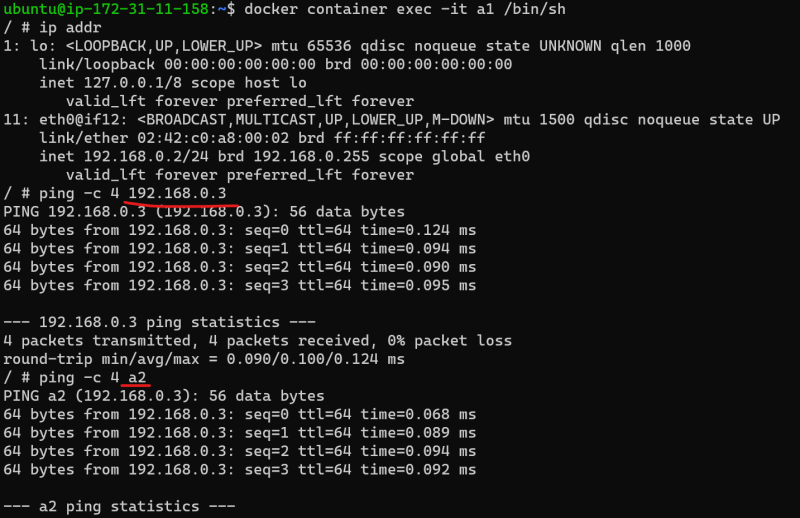 ubuntu@ip-172-31-11-158:~$ docker container exec -it a1 /bin/sh
/ # ip addr
1: lo: <LOOPBACK,UP,LOWER_UP> mtu 65536 qdisc noqueue state UNKNOWN qlen 1000
    link/loopback 00:00:00:00:00:00 brd 00:00:00:00:00:00
    inet 127.0.0.1/8 scope host lo
       valid_lft forever preferred_lft forever
11: eth0@if12: <BROADCAST,MULTICAST,UP,LOWER_UP,M-DOWN> mtu 1500 qdisc noqueue state UP
    link/ether 02:42:c0:a8:00:02 brd ff:ff:ff:ff:ff:ff
    inet 192.168.0.2/24 brd 192.168.0.255 scope global eth0
       valid_lft forever preferred_lft forever
/ # ping -c 4 192.168.0.3
PING 192.168.0.3 (192.168.0.3): 56 data bytes
64 bytes from 192.168.0.3: seq=0 ttl=64 time=0.124 ms
64 bytes from 192.168.0.3: seq=1 ttl=64 time=0.094 ms
64 bytes from 192.168.0.3: seq=2 ttl=64 time=0.090 ms
64 bytes from 192.168.0.3: seq=3 ttl=64 time=0.095 ms

--- 192.168.0.3 ping statistics ---
4 packets transmitted, 4 packets received, 0% packet loss
round-trip min/avg/max = 0.090/0.100/0.124 ms
/ # ping -c 4 a2
PING a2 (192.168.0.3): 56 data bytes
64 bytes from 192.168.0.3: seq=0 ttl=64 time=0.068 ms
64 bytes from 192.168.0.3: seq=1 ttl=64 time=0.089 ms
64 bytes from 192.168.0.3: seq=2 ttl=64 time=0.094 ms
64 bytes from 192.168.0.3: seq=3 ttl=64 time=0.092 ms

--- a2 ping statistics ---